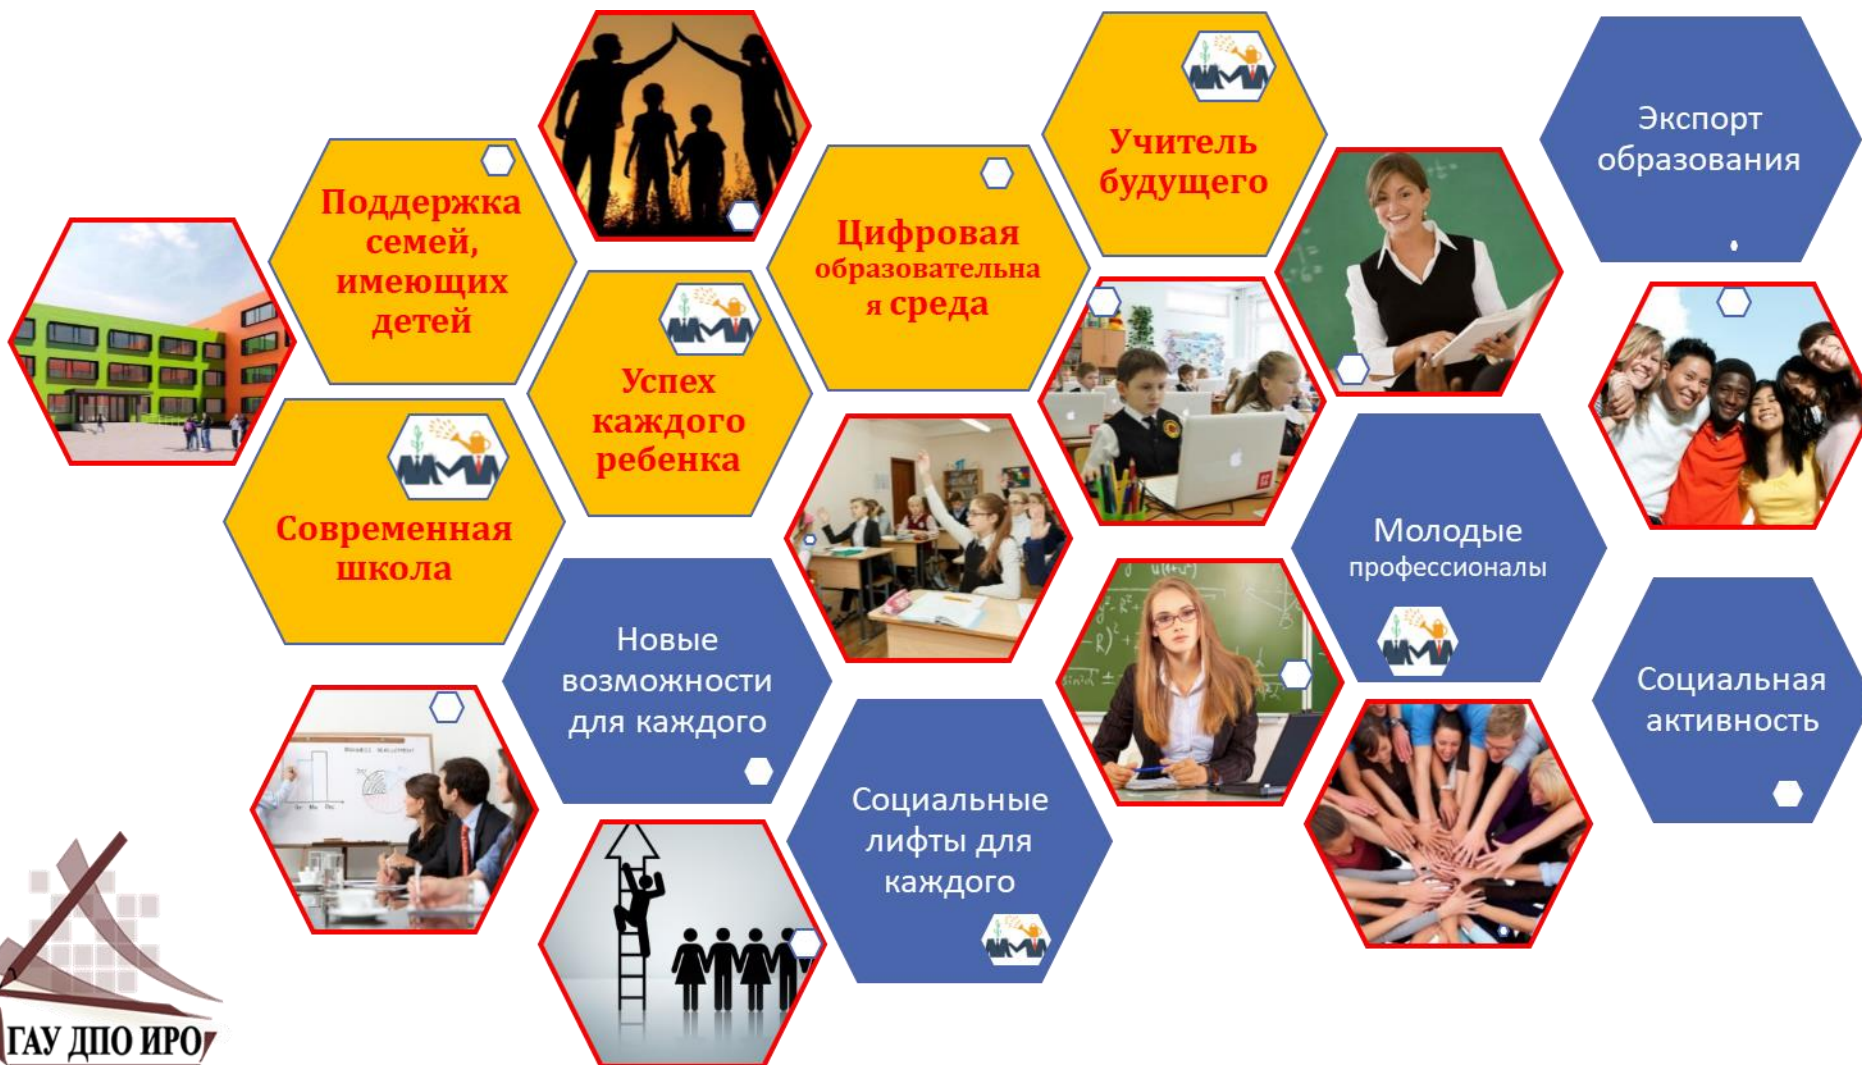 Поддержка
семей,
имеющих
детей
Современная
школа
Успех
каждого
ребенка
Цифровая
образовательна
я среда
Учитель
будущего
Экспорт
образования
Новые
возможности
для каждого
Социальные
лифты для
каждого
Молодые
профессионалы
Социальная
активность
ГАУ ДПО ИРО